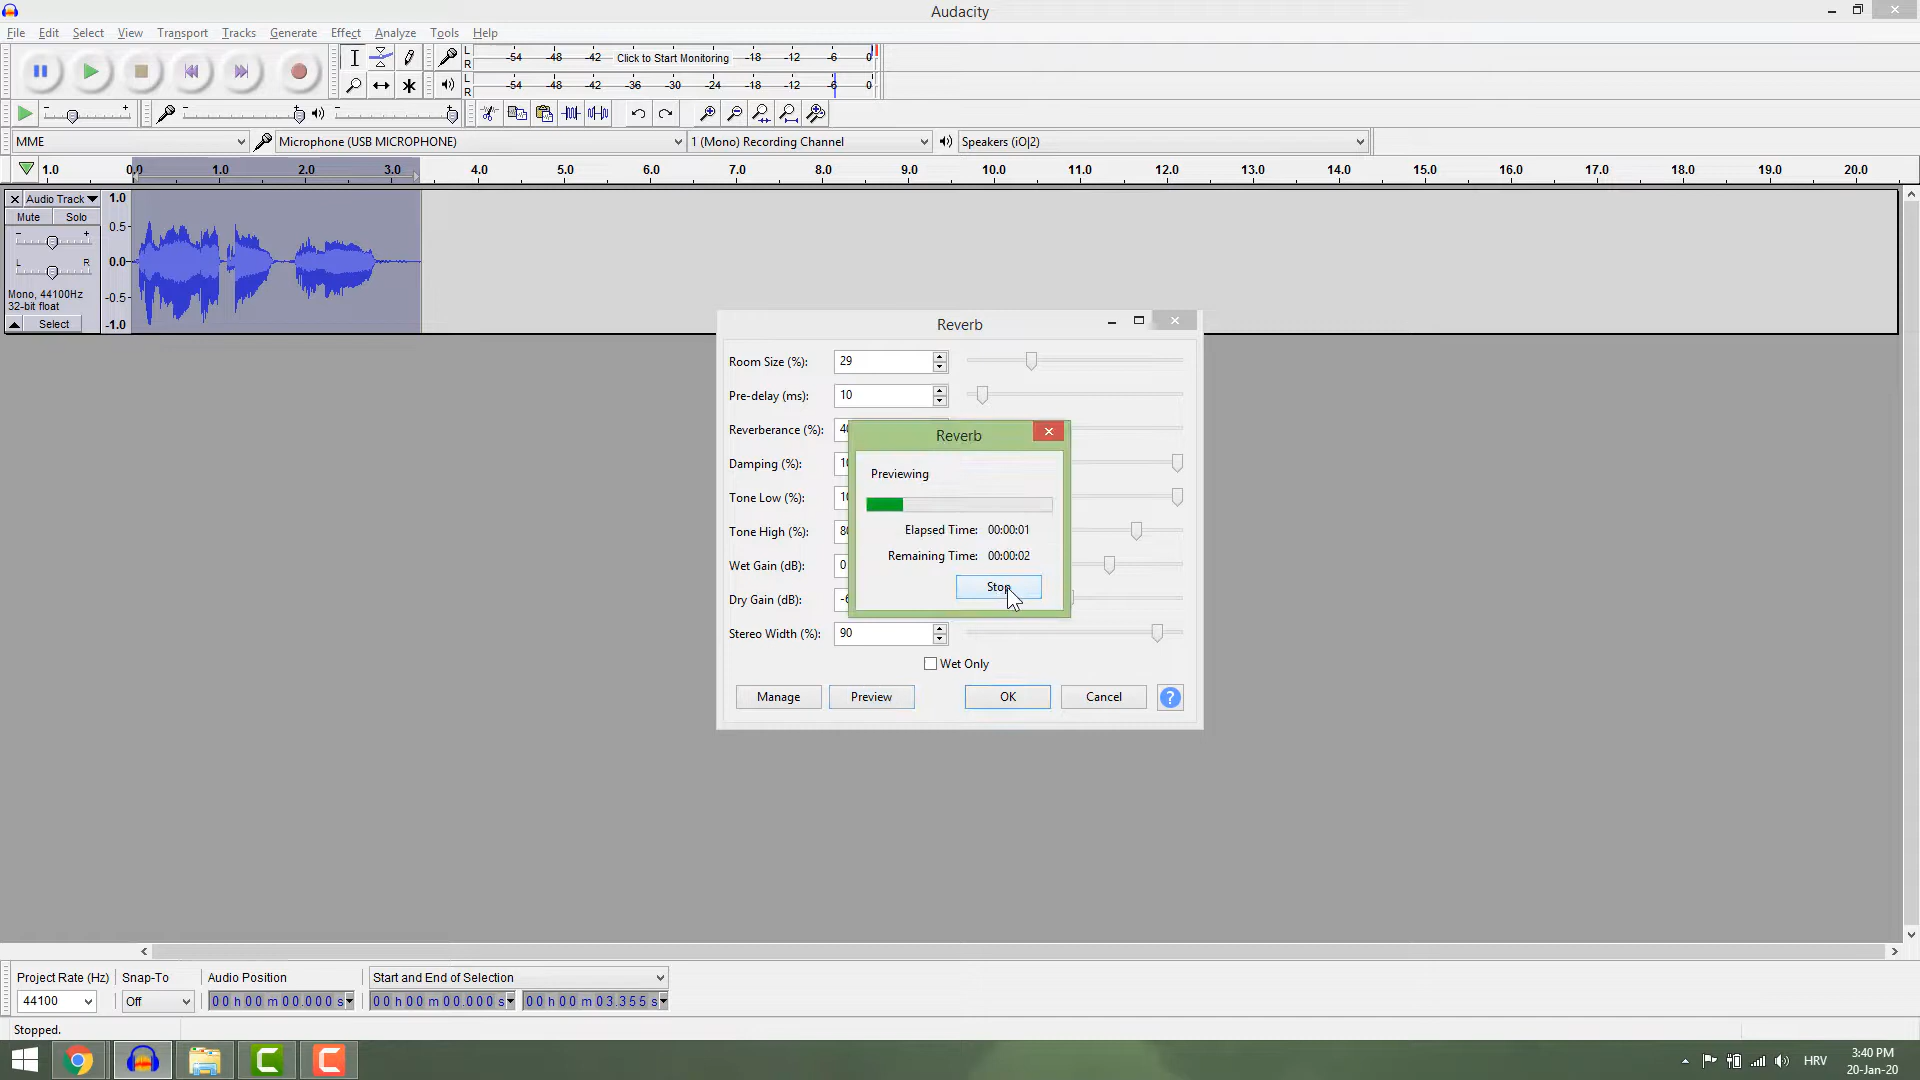 Audacity
File Edit Select View Transport Tracks Generate Effect Analyze Tools Help
L
R
-54 -48 -42 Click to Start Monitoring -18 -12 -6 0
L
R
-54 -48 -42 -36 -30 -24 -18 -12 -6 0
- +
- +
- +
MME
Microphone (USB MICROPHONE)
1 (Mono) Recording Channel
Speakers (iO|2)
1.0 0.0 1.0 2.0 3.0 4.0 5.0 6.0 7.0 8.0 9.0 10.0 11.0 12.0 13.0 14.0 15.0 16.0 17.0 18.0 19.0 20.0
Audio Track
Mute Solo
- +
L R
Mono, 44100Hz
32-bit float
Select
1.0
0.5
0.0
-0.5
-1.0
Reverb
Room Size (%): 29
Pre-delay (ms): 10
Reverberance (%):
Damping (%):
Tone Low (%):
Tone High (%):
Wet Gain (dB): 0
Dry Gain (dB):
Stereo Width (%): 90
Wet Only
Manage Preview OK Cancel ?
Reverb
Previewing
Elapsed Time: 00:00:01
Remaining Time: 00:00:02
Stop
Project Rate (Hz) Snap-To Audio Position Start and End of Selection
44100 Off 00 h 00 m 00.000 s 00 h 00 m 00.000 s 00 h 00 m 03.355 s
Stopped.
HRV
3:40 PM
20-Jan-20